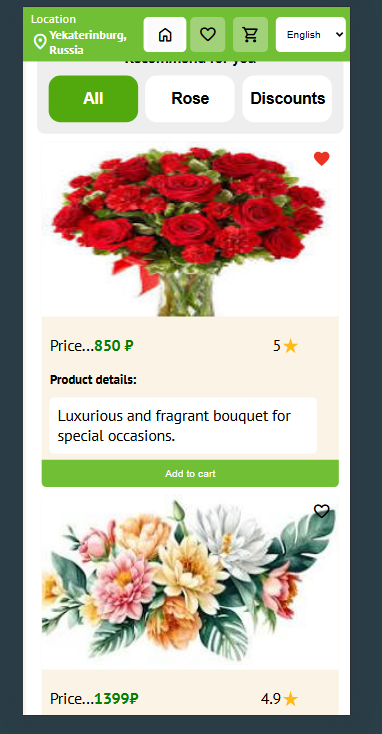 Location
Yekaterinburg,
Russia
English
Recommend for you
All
Rose
Discounts
Price...850 ₽
5
Product details:
Luxurious and fragrant bouquet for
special occasions.
Add to cart
Price...1399₽
4.9